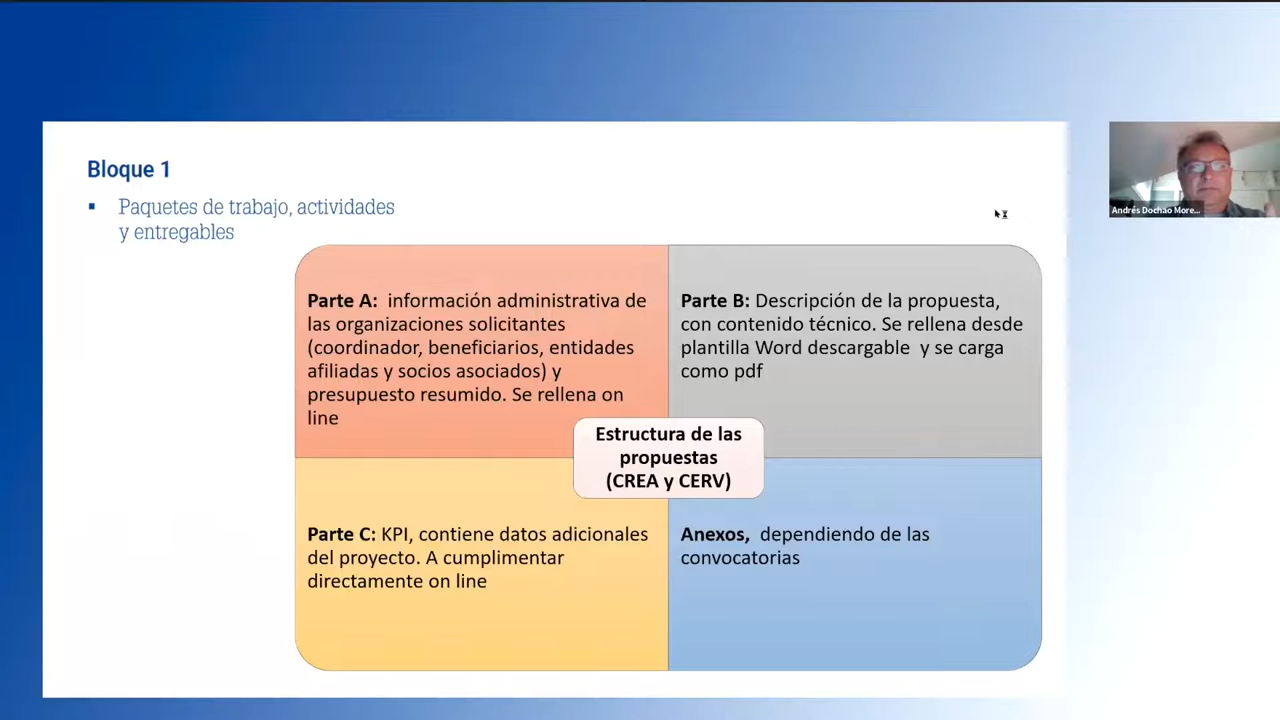 Bloque 1
▪ Paquetes de trabajo, actividades
y entregables
Parte A: información administrativa de
las organizaciones solicitantes
(coordinador, beneficiarios, entidades
afiliadas y socios asociados) y
presupuesto resumido. Se rellena on
line
Parte B: Descripción de la propuesta,
con contenido técnico. Se rellena desde
plantilla Word descargable y se carga
como pdf
Estructura de las
propuestas
(CREA y CERV)
Parte C: KPI, contiene datos adicionales
del proyecto. A cumplimentar
directamente on line
Anexos, dependiendo de las
convocatorias
Andrés Dochao More...